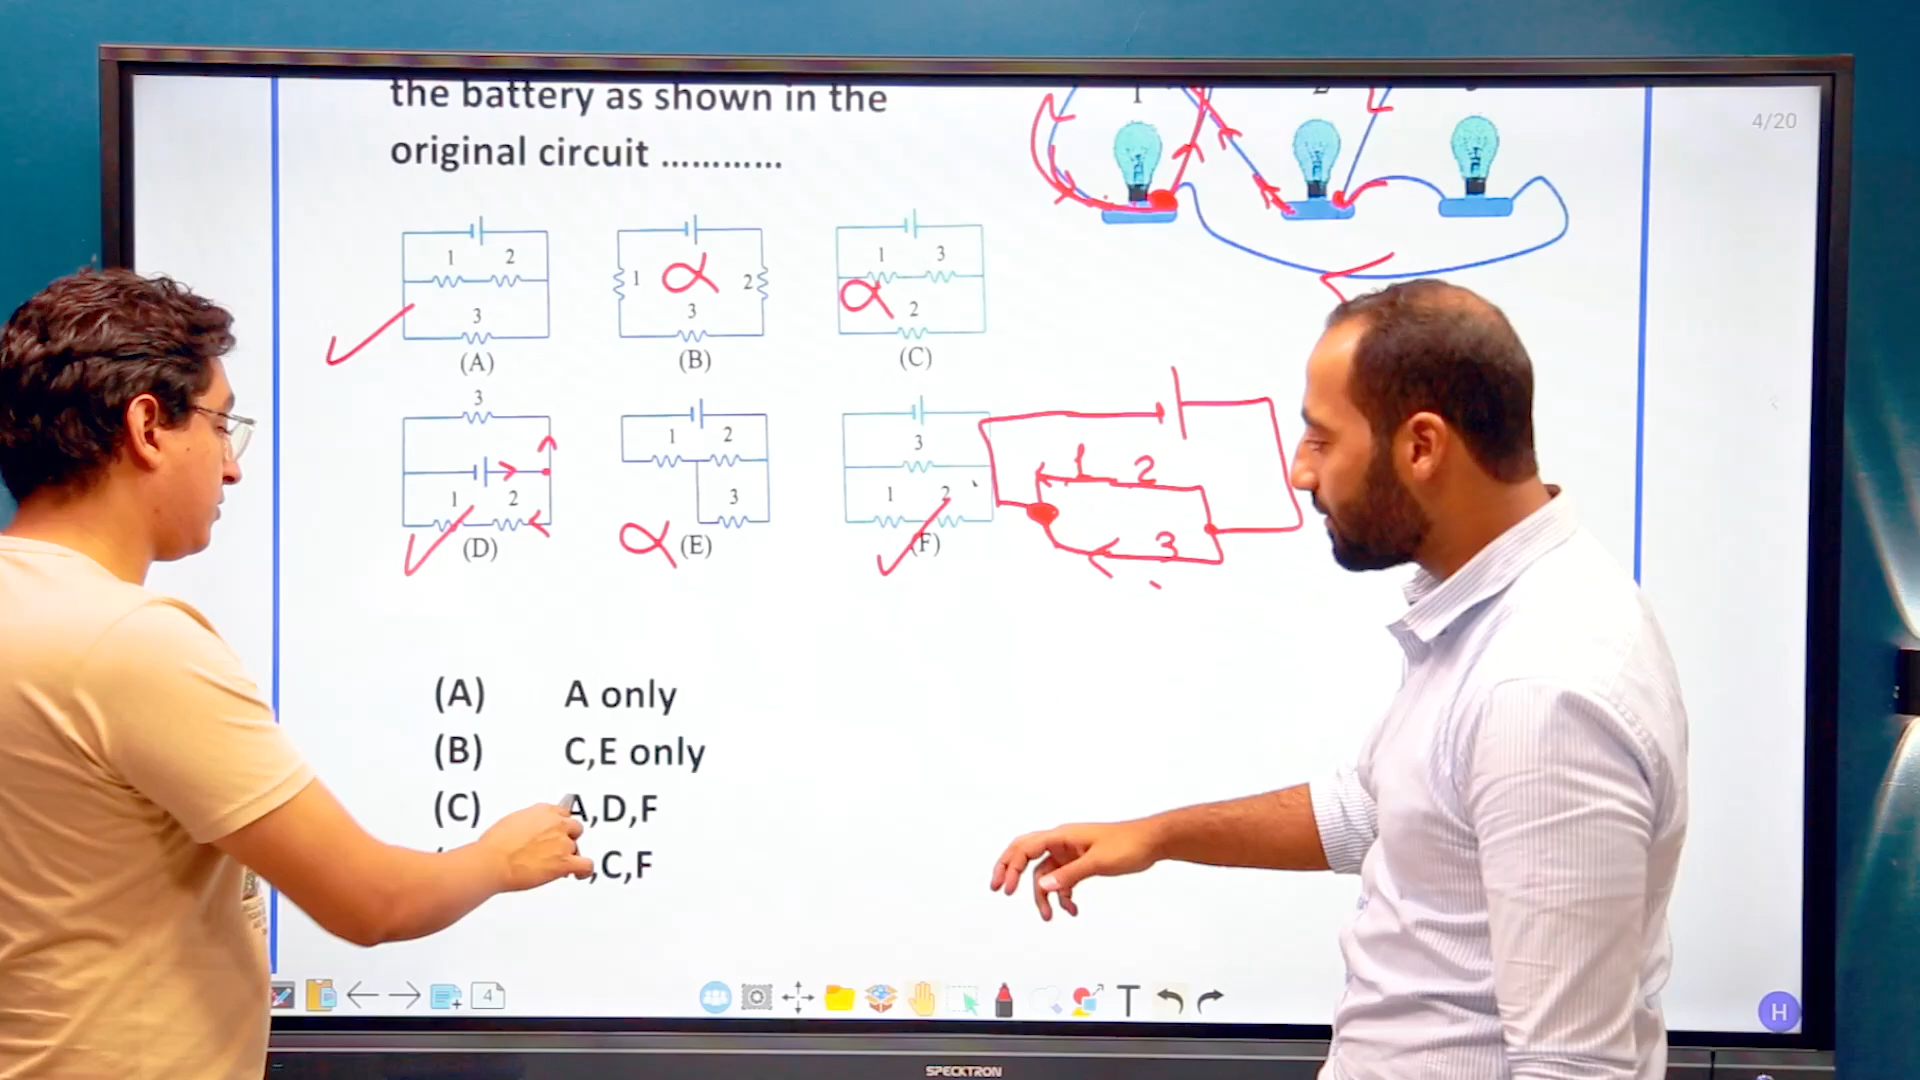 the battery as shown in the
original circuit ............
4/20
1 2
3
(A)
1 α 2
3
(B)
1 3
α 2
(C)
3
1 2
(D)
1 2
3
α (E)
3
1 2
(F)
1 2
3
(A) A only
(B) C,E only
(C) A,D,F
,C,F
4
T
H
SPECKTRON